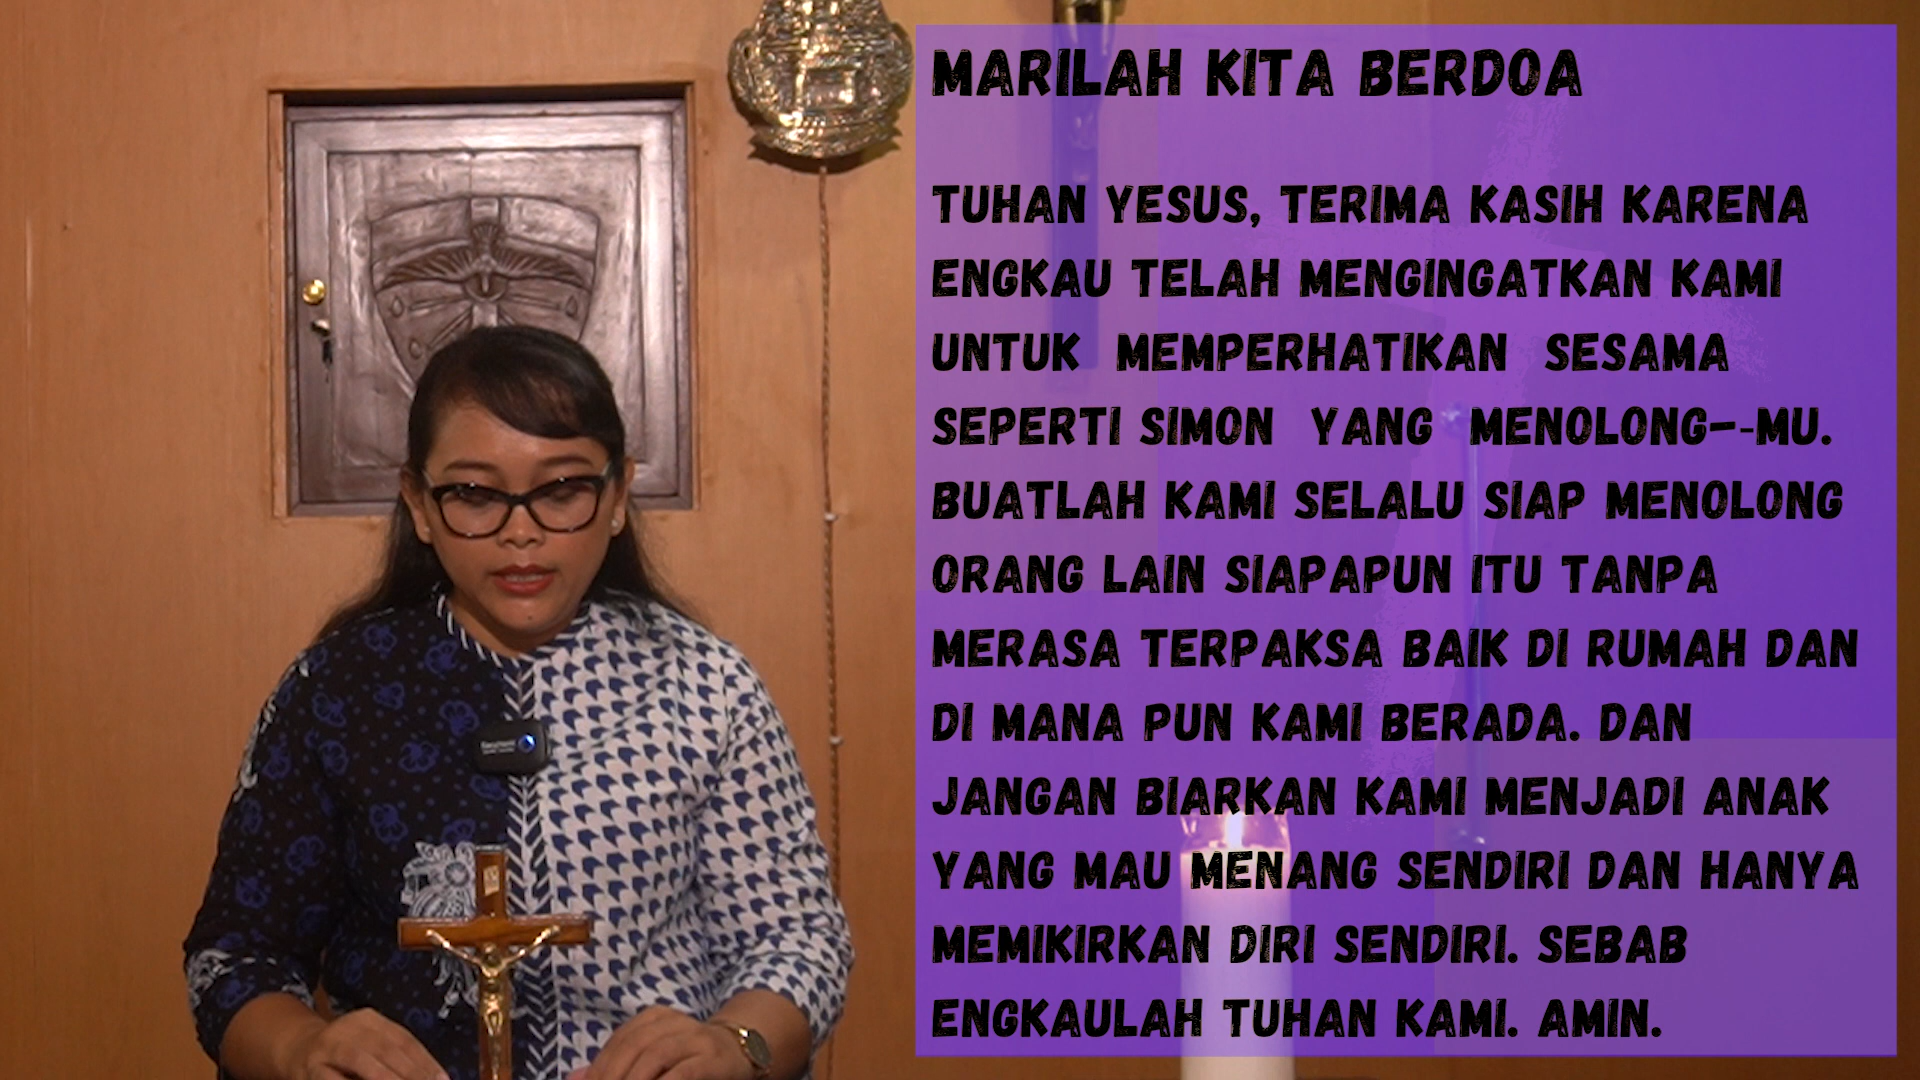 MARILAH KITA BERDOA
TUHAN YESUS, TERIMA KASIH KARENA
ENGKAU TELAH MENGINGATKAN KAMI
UNTUK MEMPERHATIKAN SESAMA
SEPERTI SIMON YANG MENOLONG--MU.
BUATLAH KAMI SELALU SIAP MENOLONG
ORANG LAIN SIAPAPUN ITU TANPA
MERASA TERPAKSA BAIK DI RUMAH DAN
DI MANA PUN KAMI BERADA. DAN
JANGAN BIARKAN KAMI MENJADI ANAK
YANG MAU MENANG SENDIRI DAN HANYA
MEMIKIRKAN DIRI SENDIRI. SEBAB
ENGKAULAH TUHAN KAMI. AMIN.